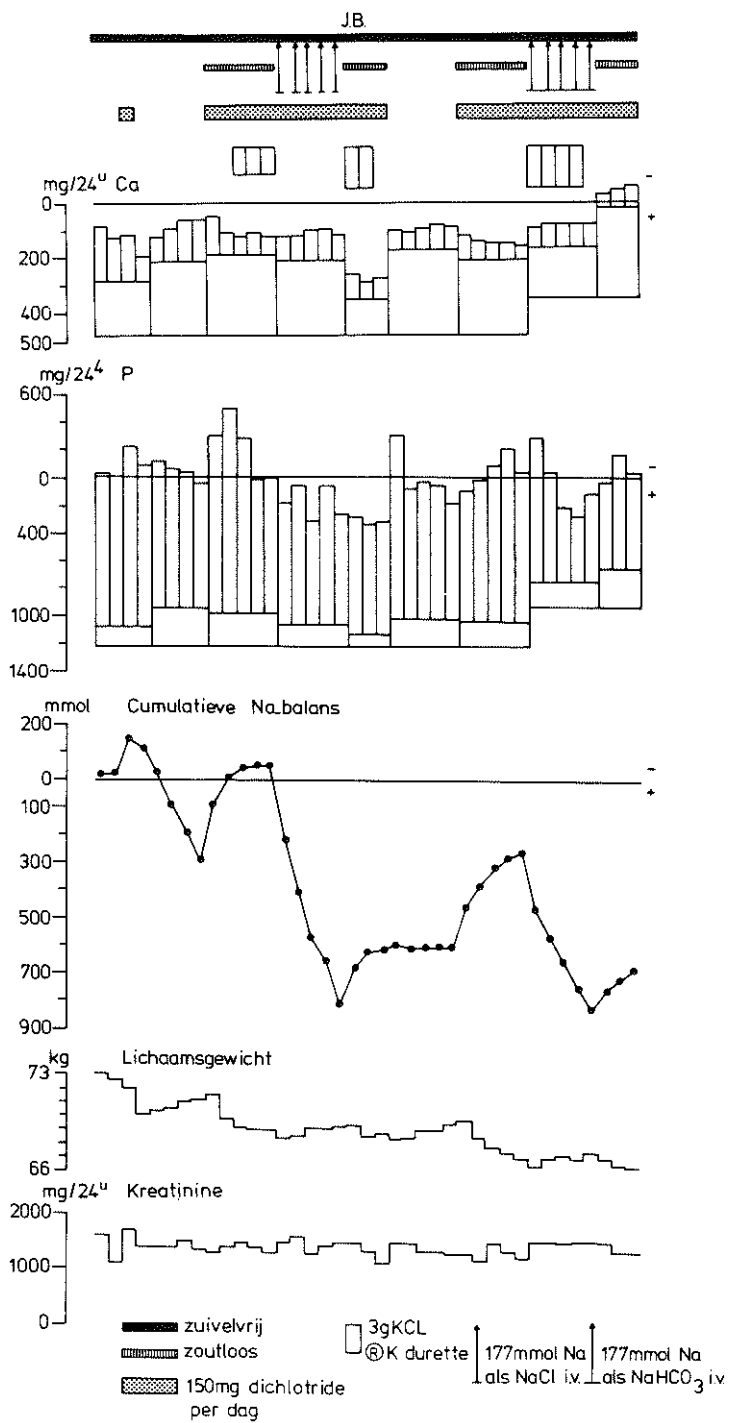 J.B.
mg/24ᵘ Ca
0
200
400
500
-
+
mg/24⁴ P
600
0
400
1000
1400
-
+
mmol Cumulatieve Na-balans
200
0
100
300
500
700
900
-
+
kg Lichaamsgewicht
73
66
mg/24ᵘ Kreatinine
2000
1000
0
zuivelvrij
zoutloos
150mg dichlotride
per dag
3gKCL
®K durette
177mmol Na
als NaCl i.v.
177mmol Na
als NaHCO₃ i.v.